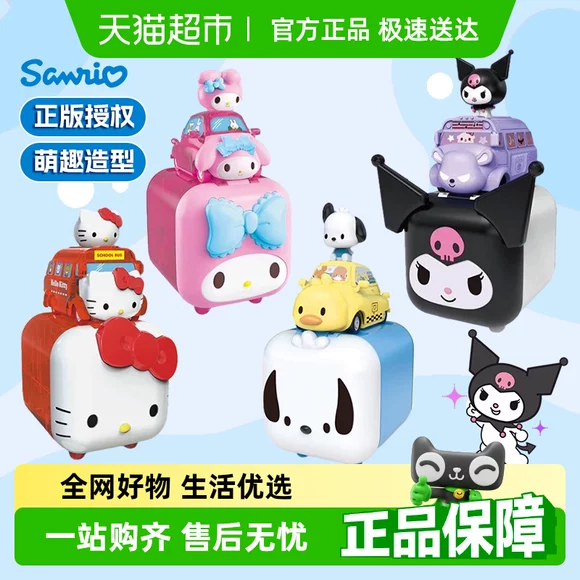 天猫超市 官方正品 极速送达
Sanrio
正版授权
萌趣造型
SCHOOL BUS
Hello Kitty
全网好物 生活优选
一站购齐 售后无忧
正品保障